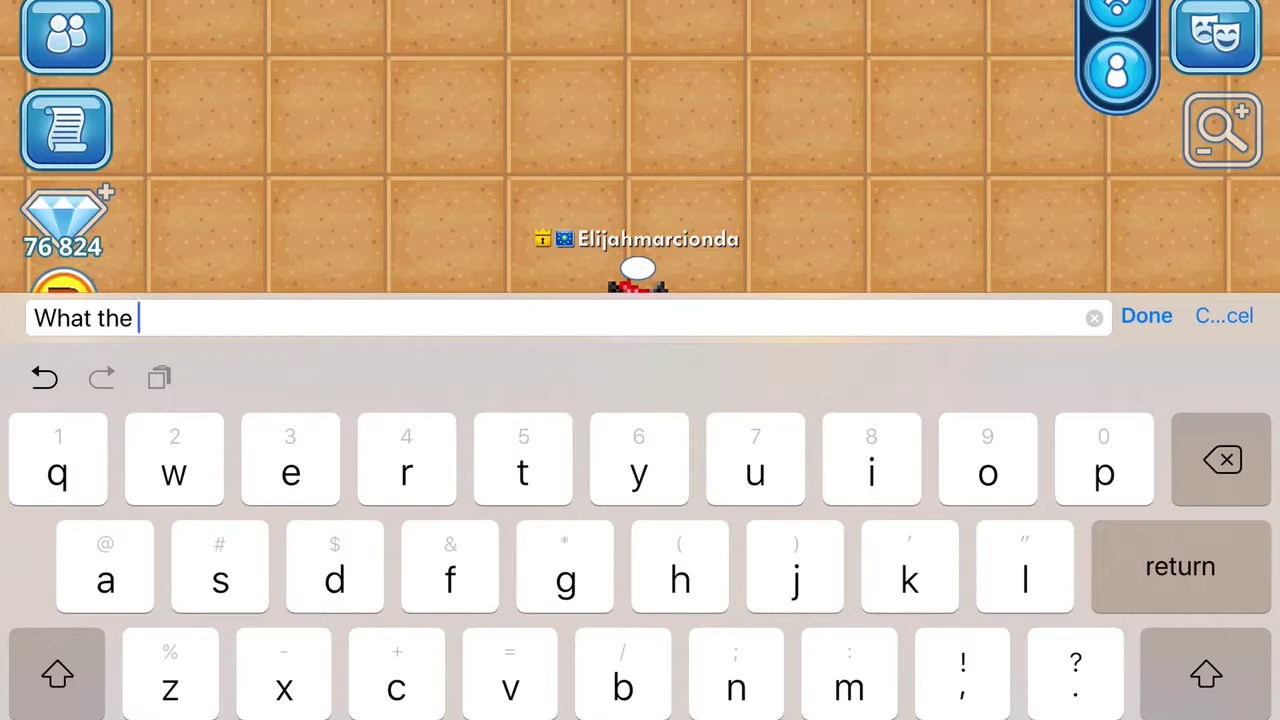 76 824
Elijahmarcionda
What the
Done C...cel
1 2 3 4 5 6 7 8 9 0
q w e r t y u i o p
@ # $ & * ( ) ' "
a s d f g h j k l return
% - + = / ; : ! ?
z x c v b n m , .